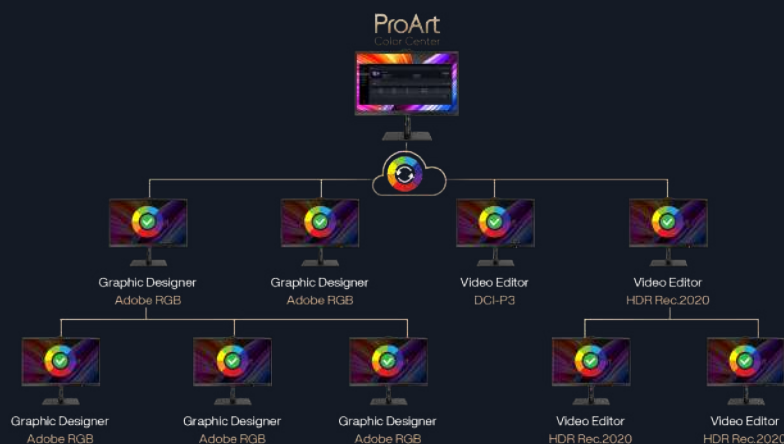 ProArt
Color Center
Graphic Designer
Adobe RGB
Graphic Designer
Adobe RGB
Video Editor
DCI-P3
Video Editor
HDR Rec.2020
Graphic Designer
Adobe RGB
Graphic Designer
Adobe RGB
Graphic Designer
Adobe RGB
Video Editor
HDR Rec.2020
Video Editor
HDR Rec.2020